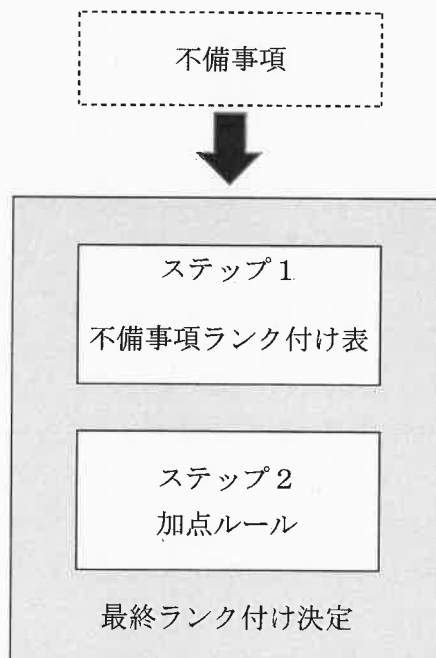 不備事項
ステップ1
不備事項ランク付け表
ステップ2
加点ルール
最終ランク付け決定